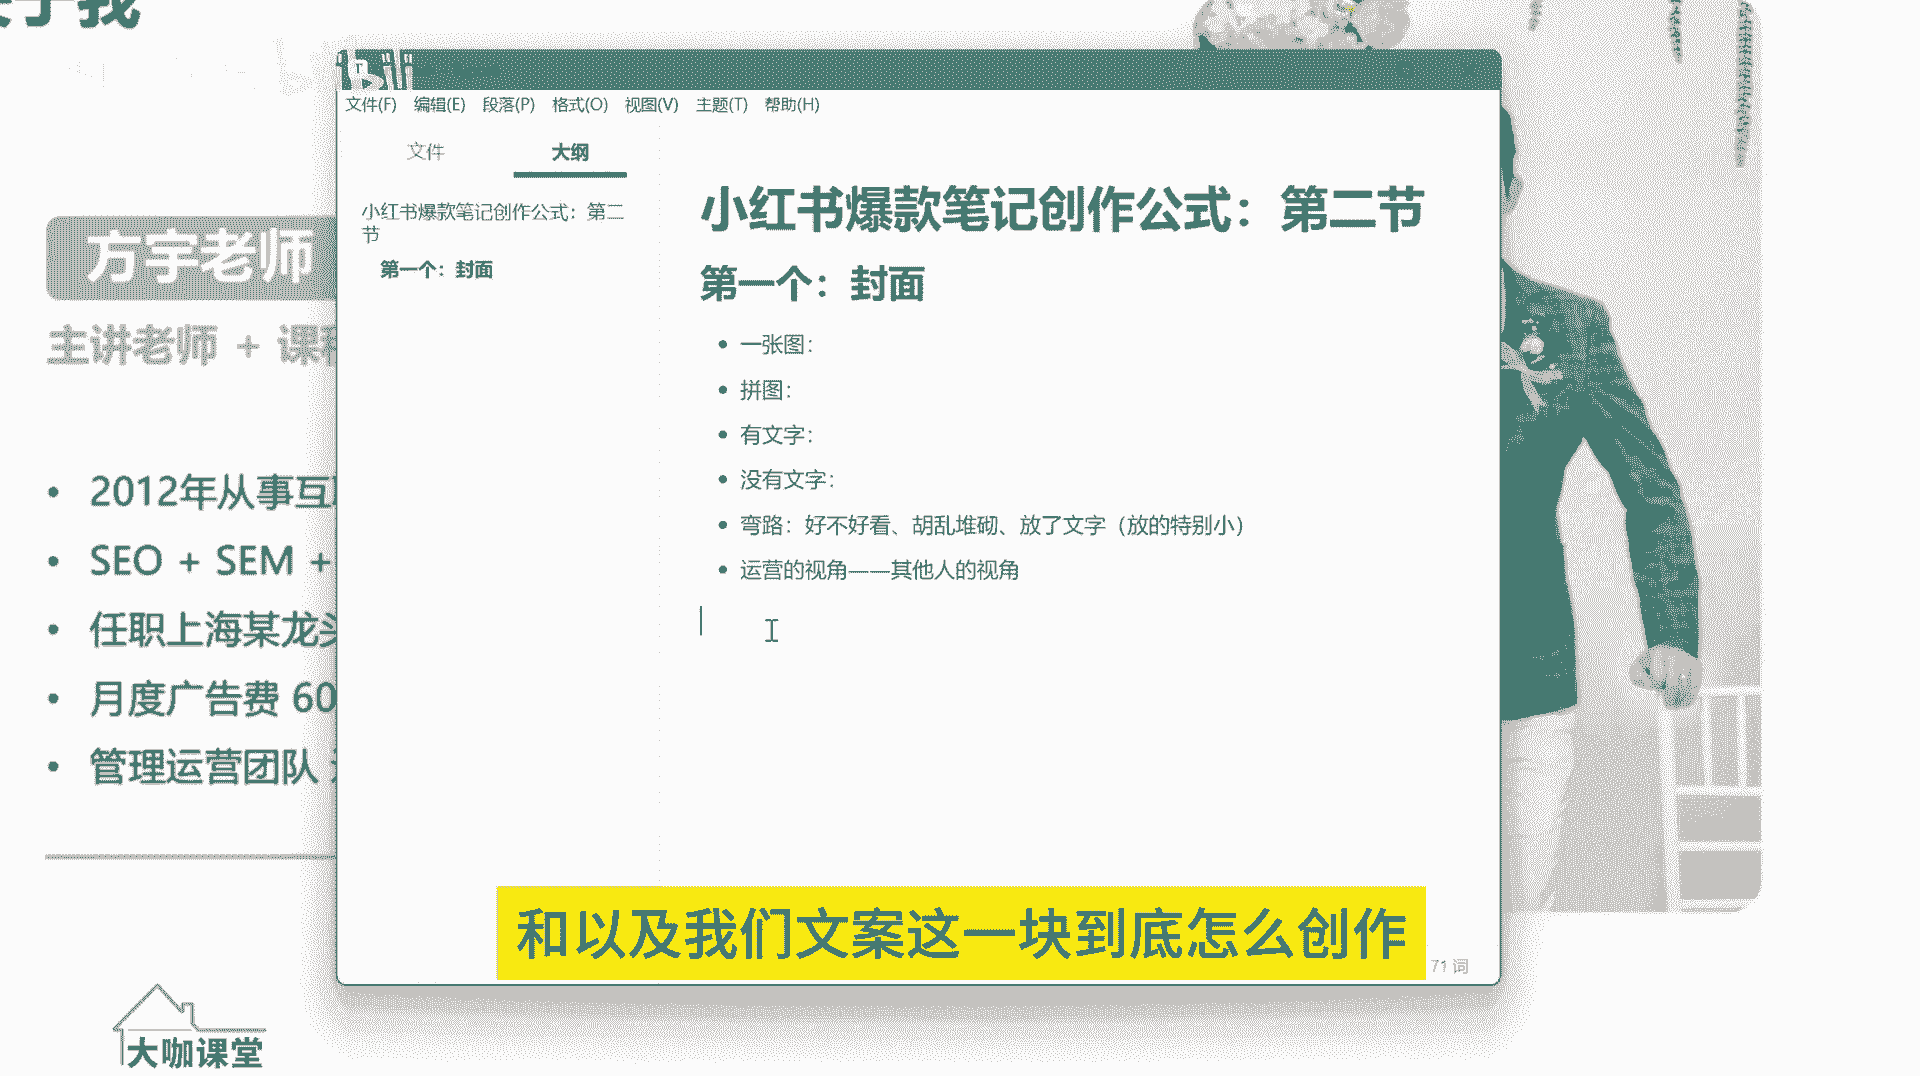 于我
bili
文件(F) 编辑(E) 段落(P) 格式(O) 视图(V) 主题(T) 帮助(H)
文件 大纲
小红书爆款笔记创作公式：第二
节
第一个：封面
小红书爆款笔记创作公式：第二节
第一个：封面
• 一张图：
• 拼图：
• 有文字：
• 没有文字：
• 弯路：好不好看、胡乱堆砌、放了文字（放的特别小）
• 运营的视角——其他人的视角
71 词
方宇老师
主讲老师 + 课
• 2012年从事互
• SEO + SEM +
• 任职上海某龙
• 月度广告费 60
• 管理运营团队
和以及我们文案这一块到底怎么创作
大咖课堂